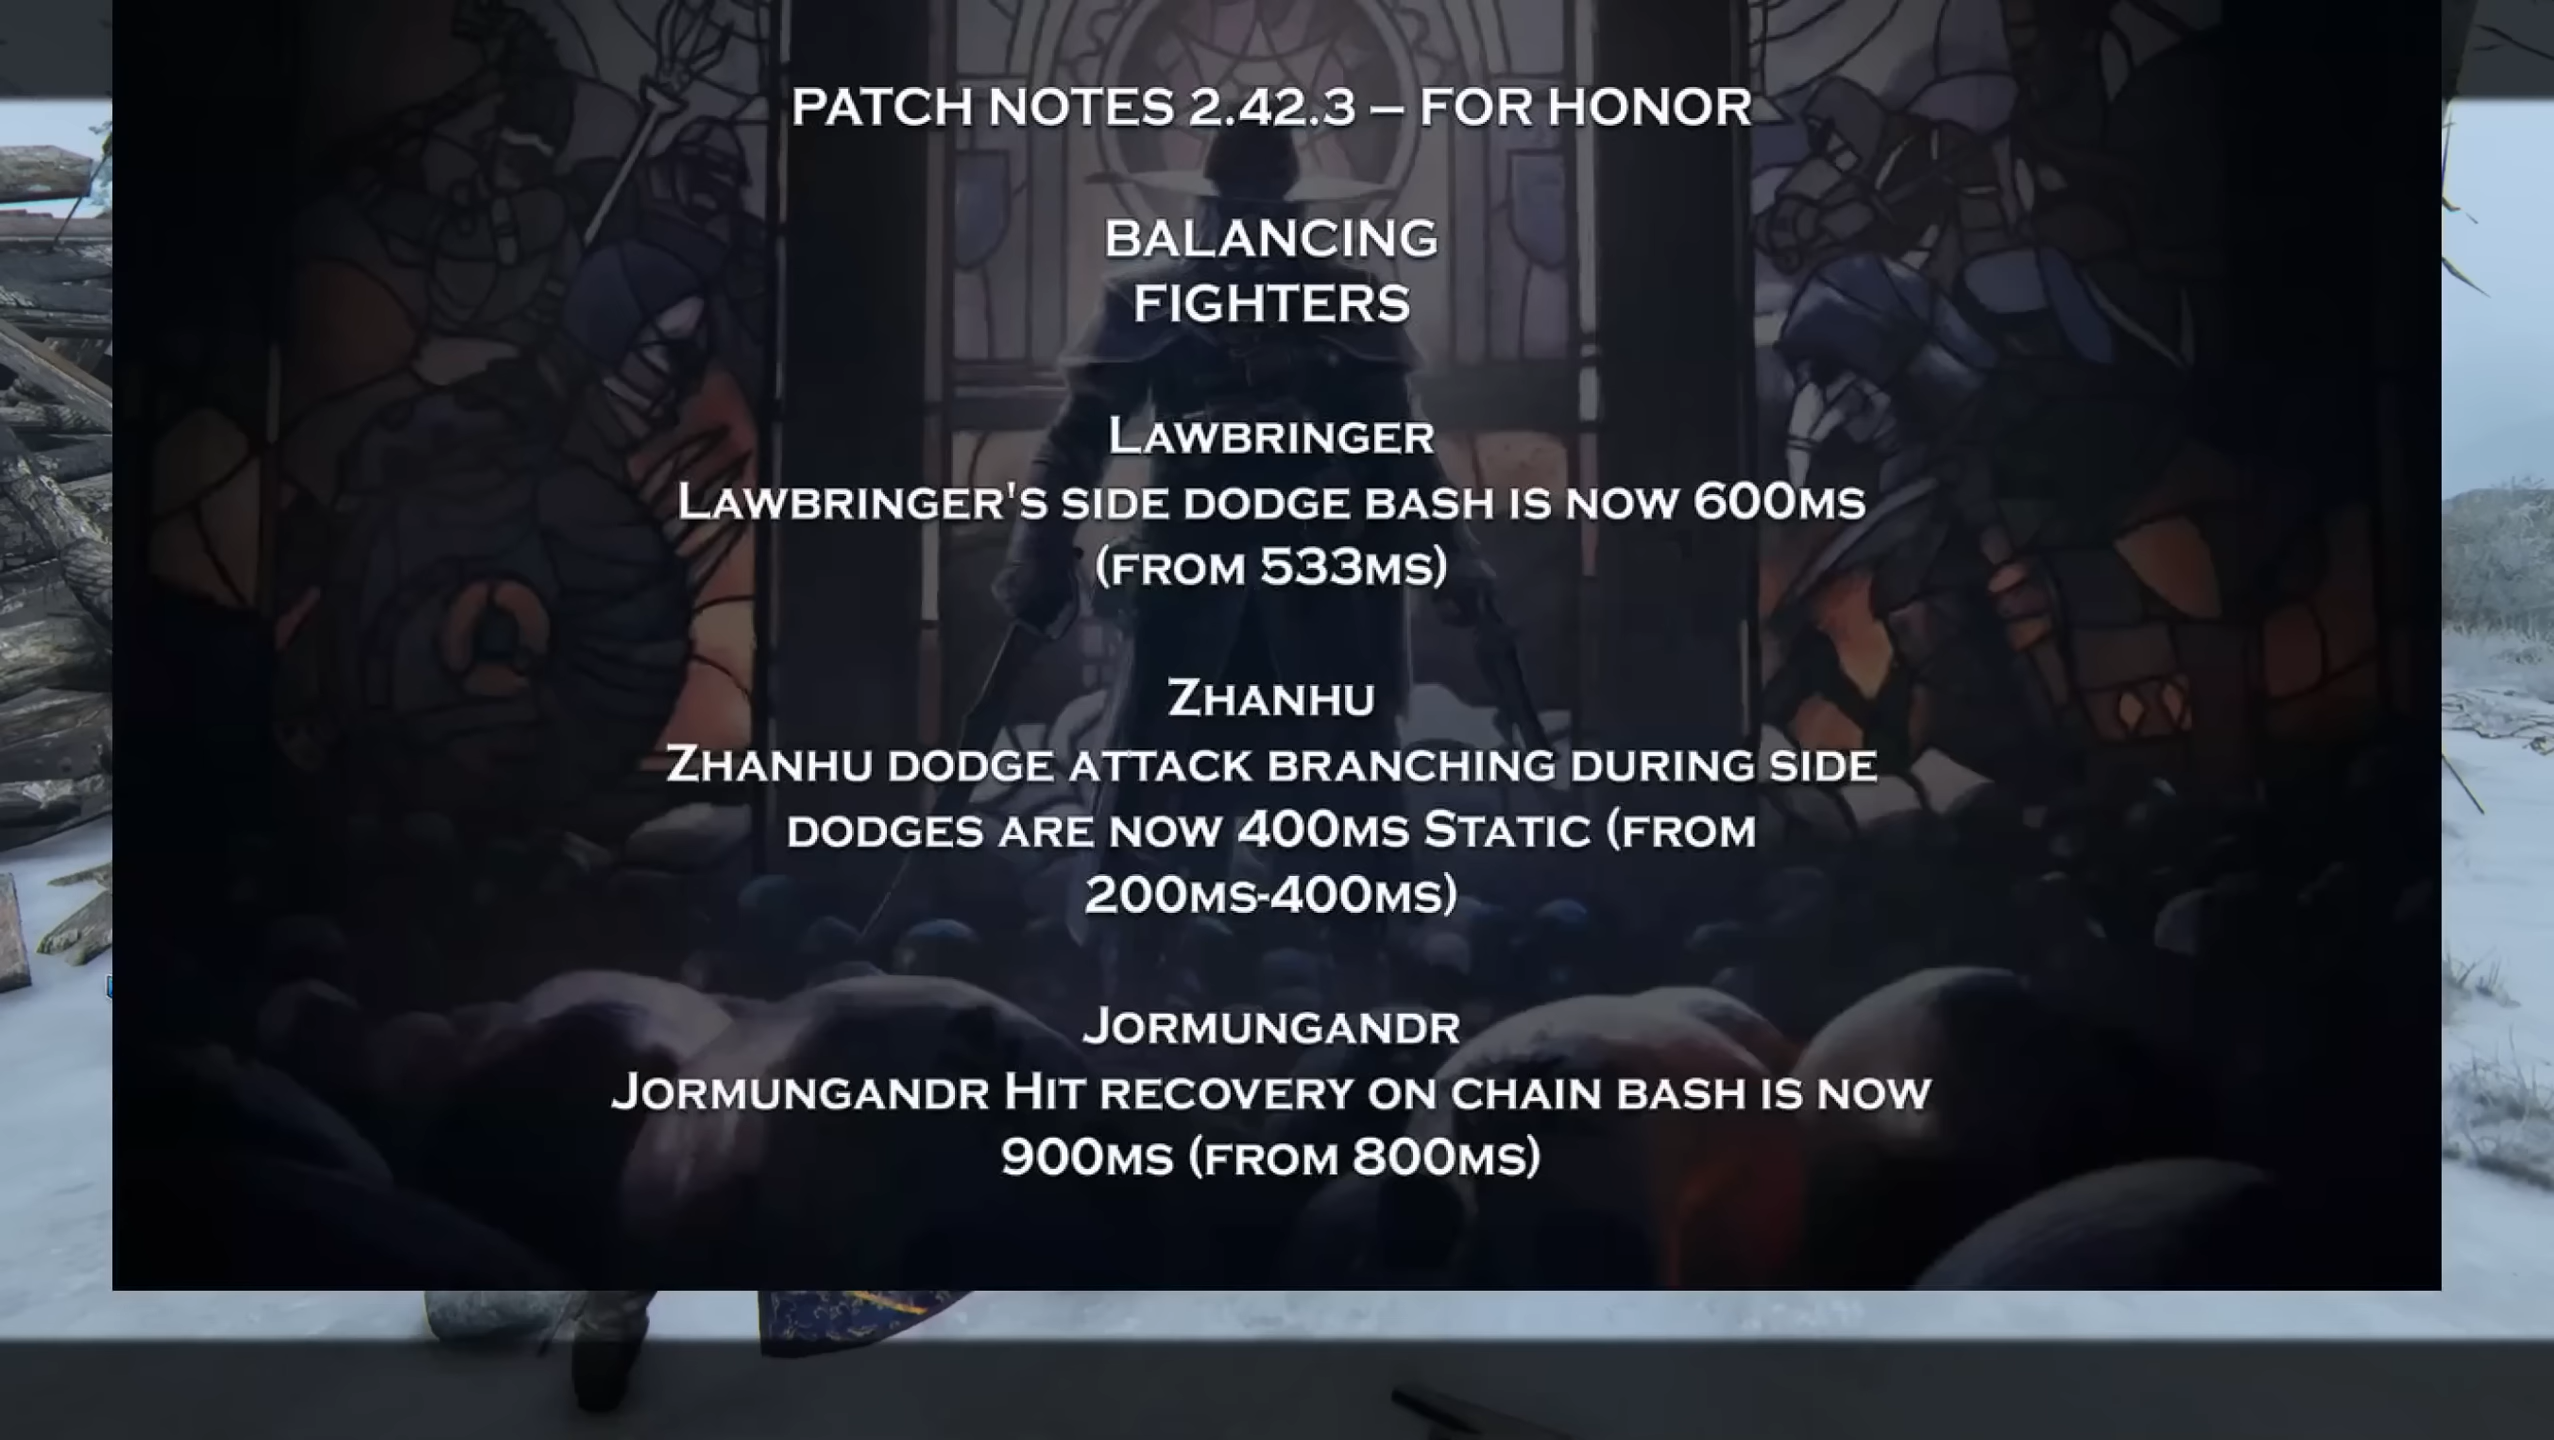 PATCH NOTES 2.42.3 – FOR HONOR
BALANCING
FIGHTERS
Lawbringer
Lawbringer's side dodge bash is now 600ms
(from 533ms)
Zhanhu
Zhanhu dodge attack branching during side
dodges are now 400ms Static (from
200ms-400ms)
Jormungandr
Jormungandr Hit recovery on chain bash is now
900ms (from 800ms)